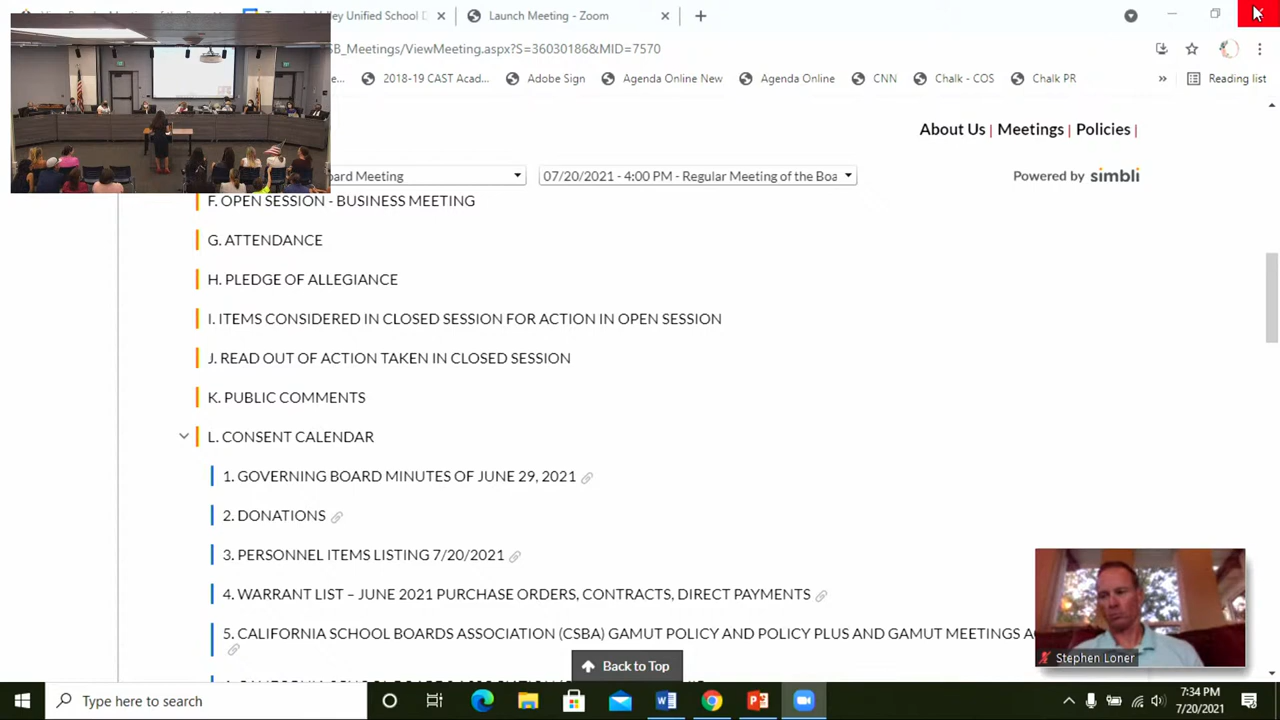 Valley Unified School D
Launch Meeting - Zoom
SB_Meetings/ViewMeeting.aspx?S=36030186&MID=7570
2018-19 CAST Acad...
Adobe Sign
Agenda Online New
Agenda Online
CNN
Chalk - COS
Chalk PR
»
Reading list
About Us | Meetings | Policies |
ard Meeting
07/20/2021 - 4:00 PM - Regular Meeting of the Boa
Powered by simbli
F. OPEN SESSION - BUSINESS MEETING
G. ATTENDANCE
H. PLEDGE OF ALLEGIANCE
I. ITEMS CONSIDERED IN CLOSED SESSION FOR ACTION IN OPEN SESSION
J. READ OUT OF ACTION TAKEN IN CLOSED SESSION
K. PUBLIC COMMENTS
L. CONSENT CALENDAR
1. GOVERNING BOARD MINUTES OF JUNE 29, 2021
2. DONATIONS
3. PERSONNEL ITEMS LISTING 7/20/2021
4. WARRANT LIST – JUNE 2021 PURCHASE ORDERS, CONTRACTS, DIRECT PAYMENTS
5. CALIFORNIA SCHOOL BOARDS ASSOCIATION (CSBA) GAMUT POLICY AND POLICY PLUS AND GAMUT MEETINGS A
Back to Top
Stephen Loner
Type here to search
7:34 PM
7/20/2021